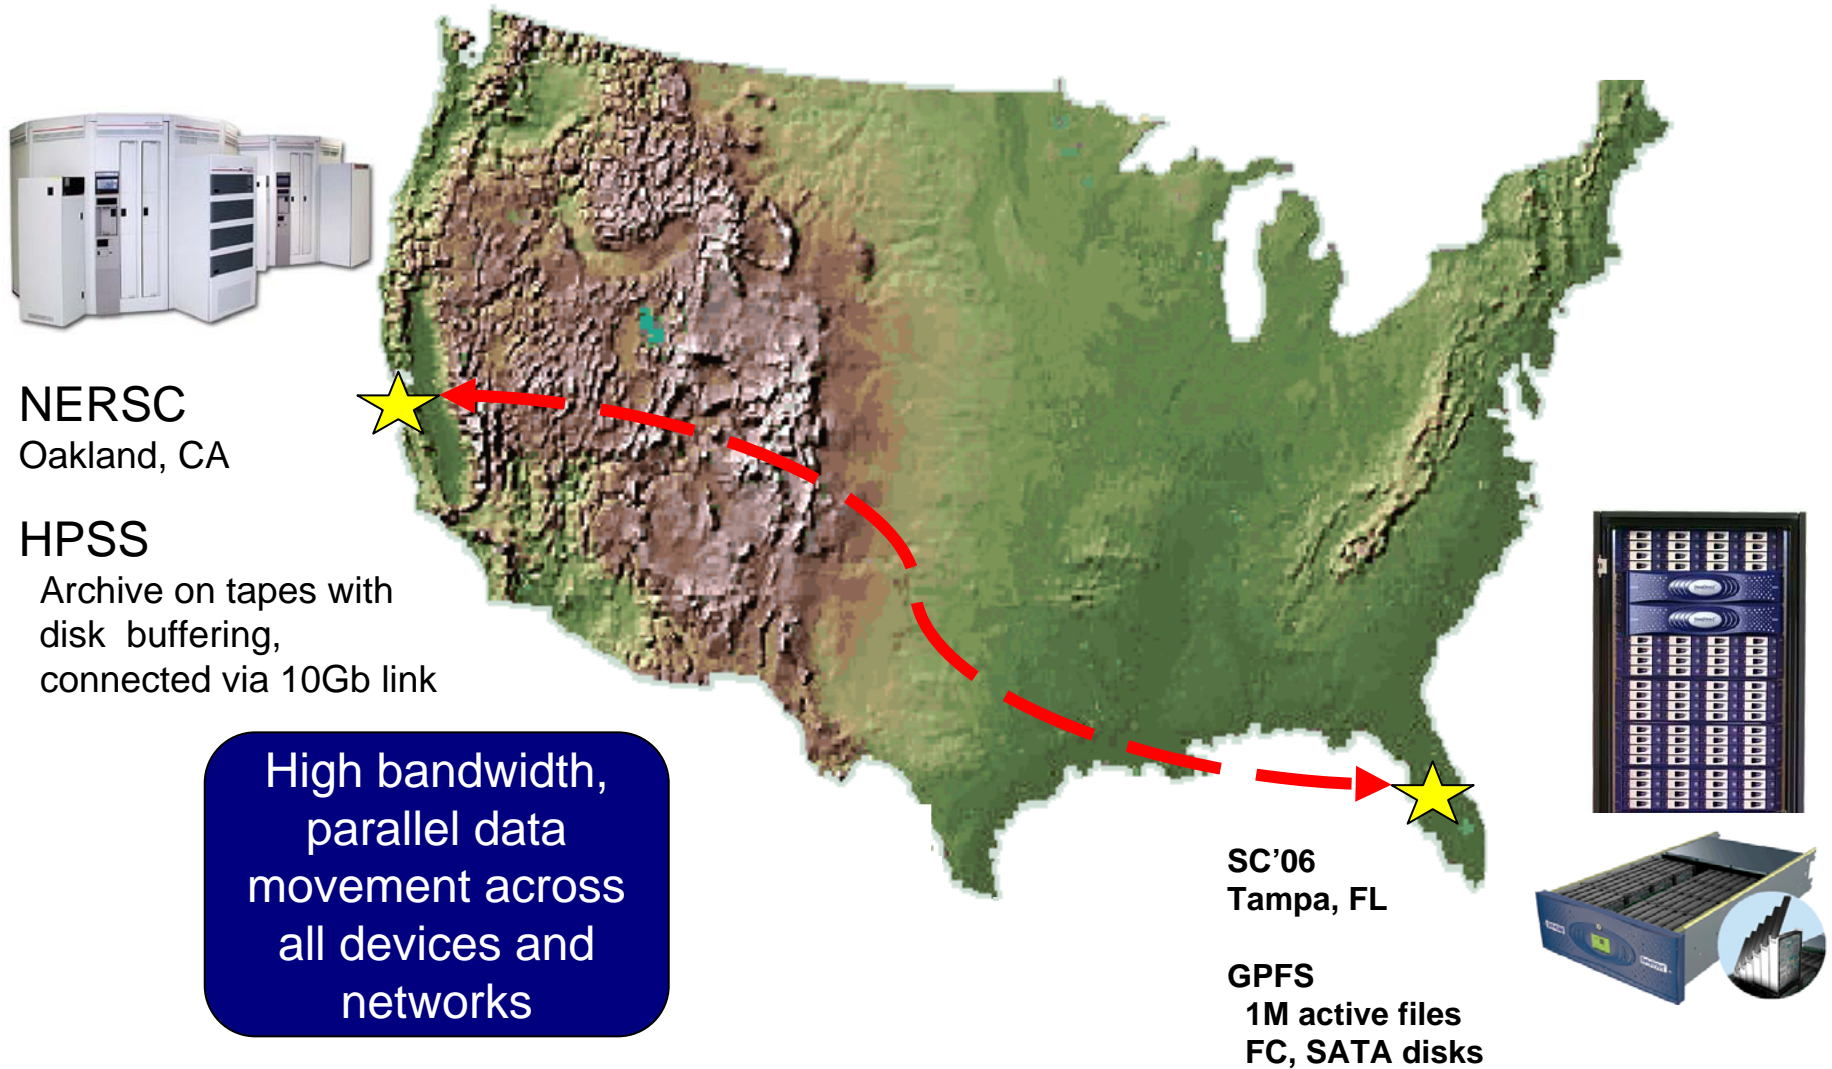 NERSC
Oakland, CA
HPSS
Archive on tapes with
disk buffering,
connected via 10Gb link
High bandwidth,
parallel data
movement across
all devices and
networks
SC’06
Tampa, FL
GPFS
1M active files
FC, SATA disks